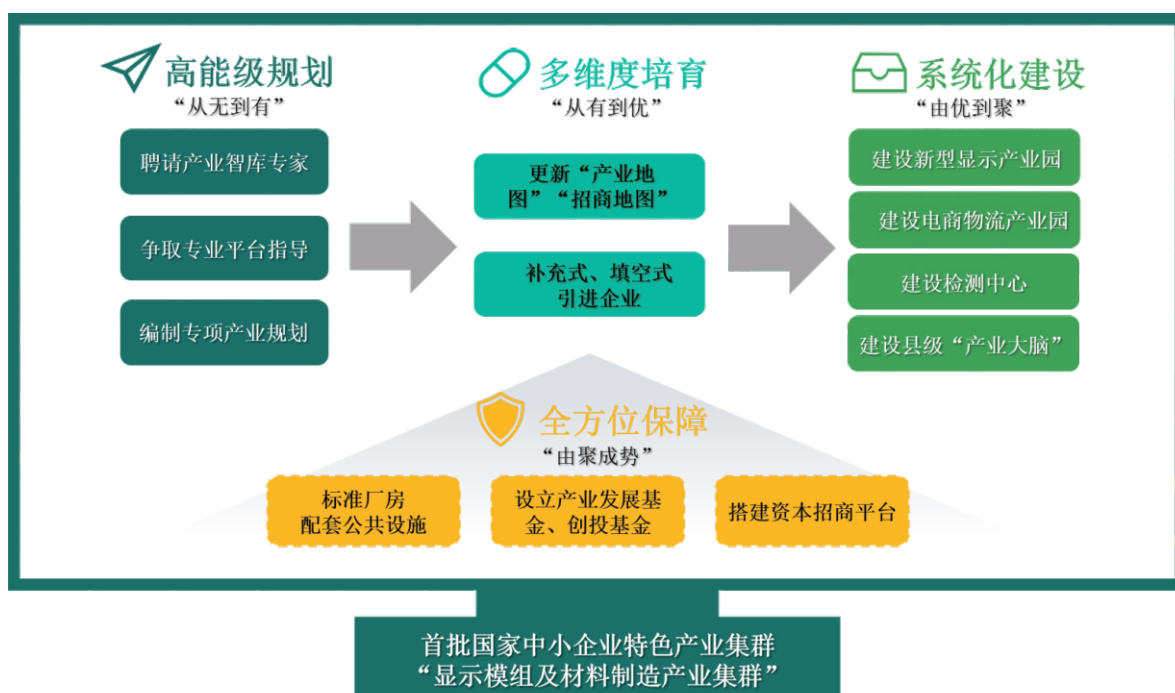 高能级规划
“从无到有”
聘请产业智库专家
争取专业平台指导
编制专项产业规划
多维度培育
“从有到优”
更新“产业地
图”“招商地图”
补充式、填空式
引进企业
系统化建设
“由优到聚”
建设新型显示产业园
建设电商物流产业园
建设检测中心
建设县级“产业大脑”
全方位保障
“由聚成势”
标准厂房
配套公共设施
设立产业发展基
金、创投基金
搭建资本招商平台
首批国家中小企业特色产业集群
“显示模组及材料制造产业集群”